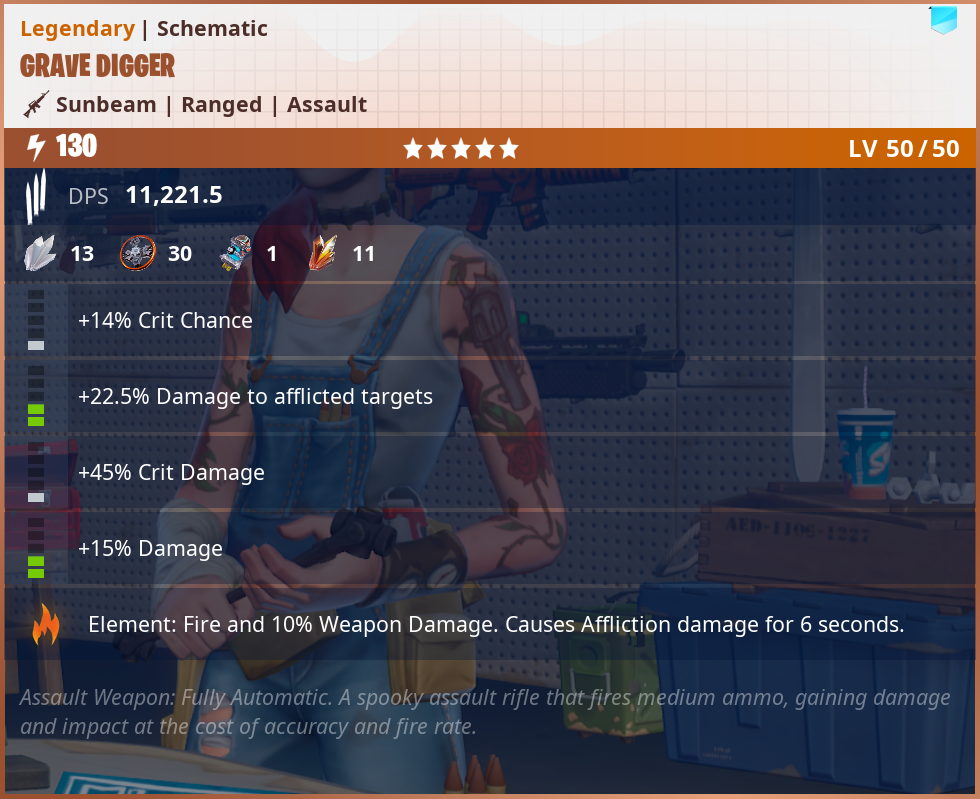 Legendary | Schematic
GRAVE DIGGER
Sunbeam | Ranged | Assault
130
LV 50/50
DPS 11,221.5
13 30 1 11
+14% Crit Chance
+22.5% Damage to afflicted targets
+45% Crit Damage
+15% Damage
Element: Fire and 10% Weapon Damage. Causes Affliction damage for 6 seconds.
Assault Weapon: Fully Automatic. A spooky assault rifle that fires medium ammo, gaining damage
and impact at the cost of accuracy and fire rate.